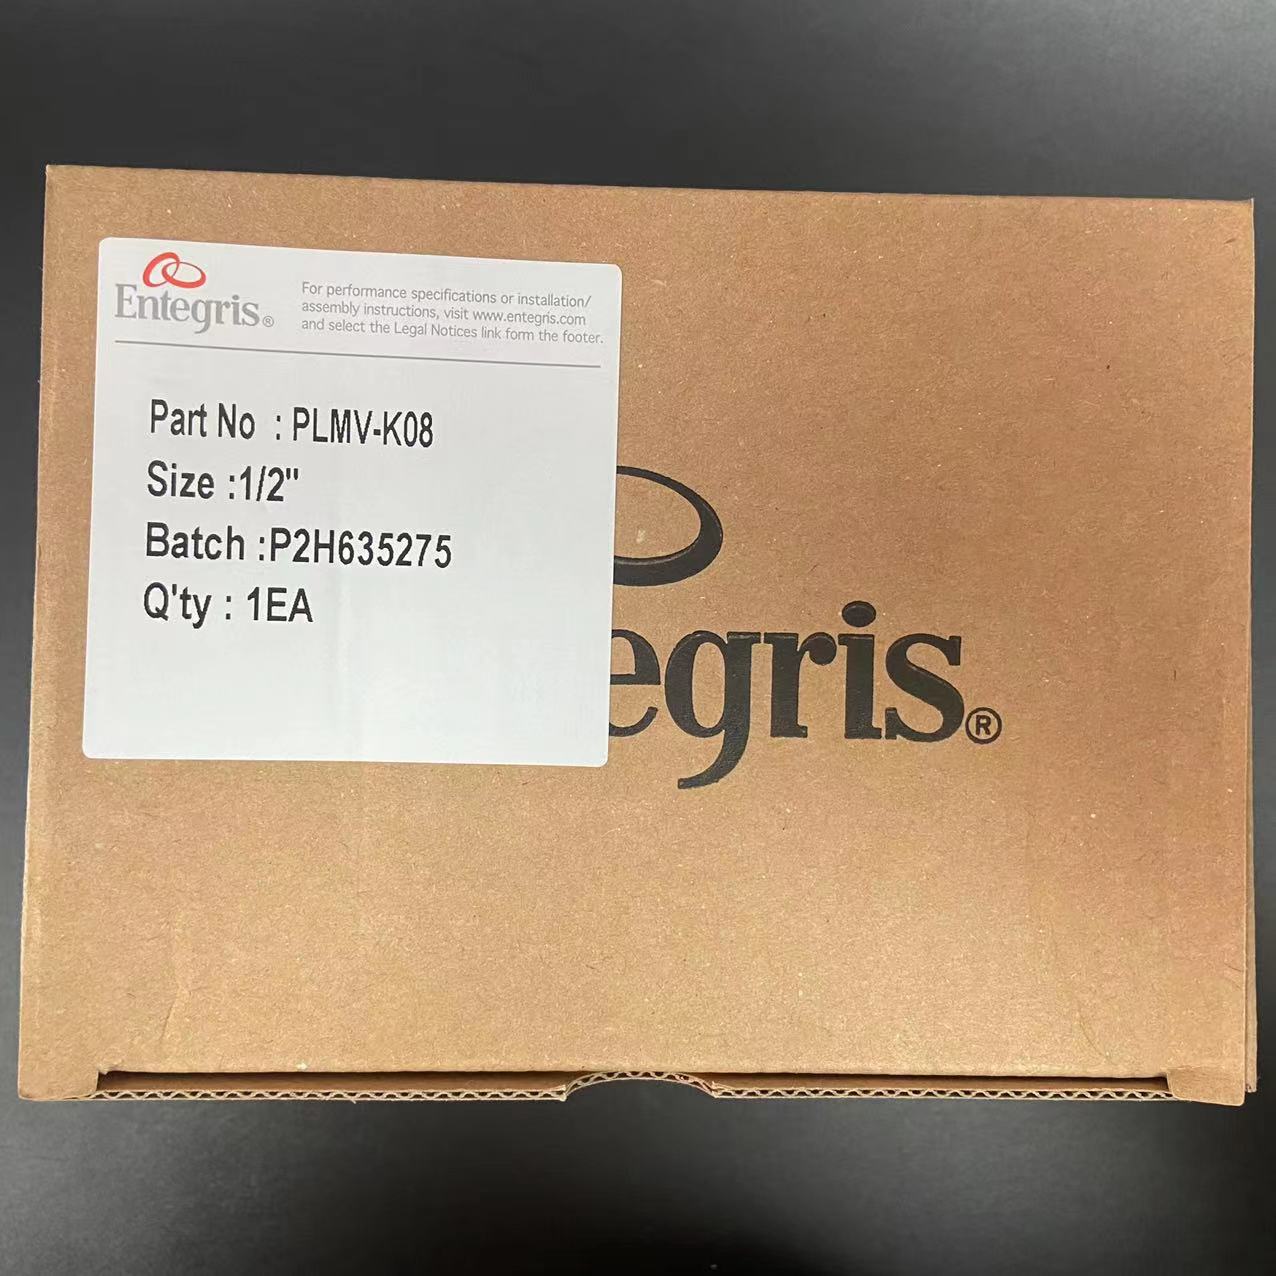 Entegris®
For performance specifications or installation/
assembly instructions, visit www.entegris.com
and select the Legal Notices link form the footer.
Part No : PLMV-K08
Size :1/2"
Batch :P2H635275
Q'ty : 1EA
egris®